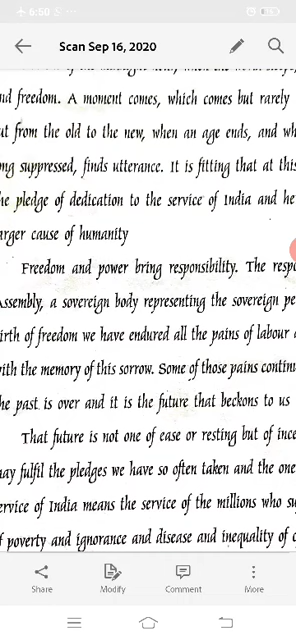 6:50
Scan Sep 16, 2020
nd freedom. A moment comes, which comes but rarely
ut from the old to the new, when an age ends, and wh
ng suppressed, finds utterance. It is fitting that at this
he pledge of dedication to the service of India and he
arger cause of humanity
Freedom and power bring responsibility. The respo
Assembly, a sovereign body representing the sovereign pe
irth of freedom we have endured all the pains of labour
ith the memory of this sorrow. Some of those pains continu
he past is over and it is the future that beckons to us
That future is not one of ease or resting but of ince
ay fulfil the pledges we have so often taken and the one
ervice of India means the service of the millions who su
f poverty and ignorance and disease and inequality of
Share Modify Comment More